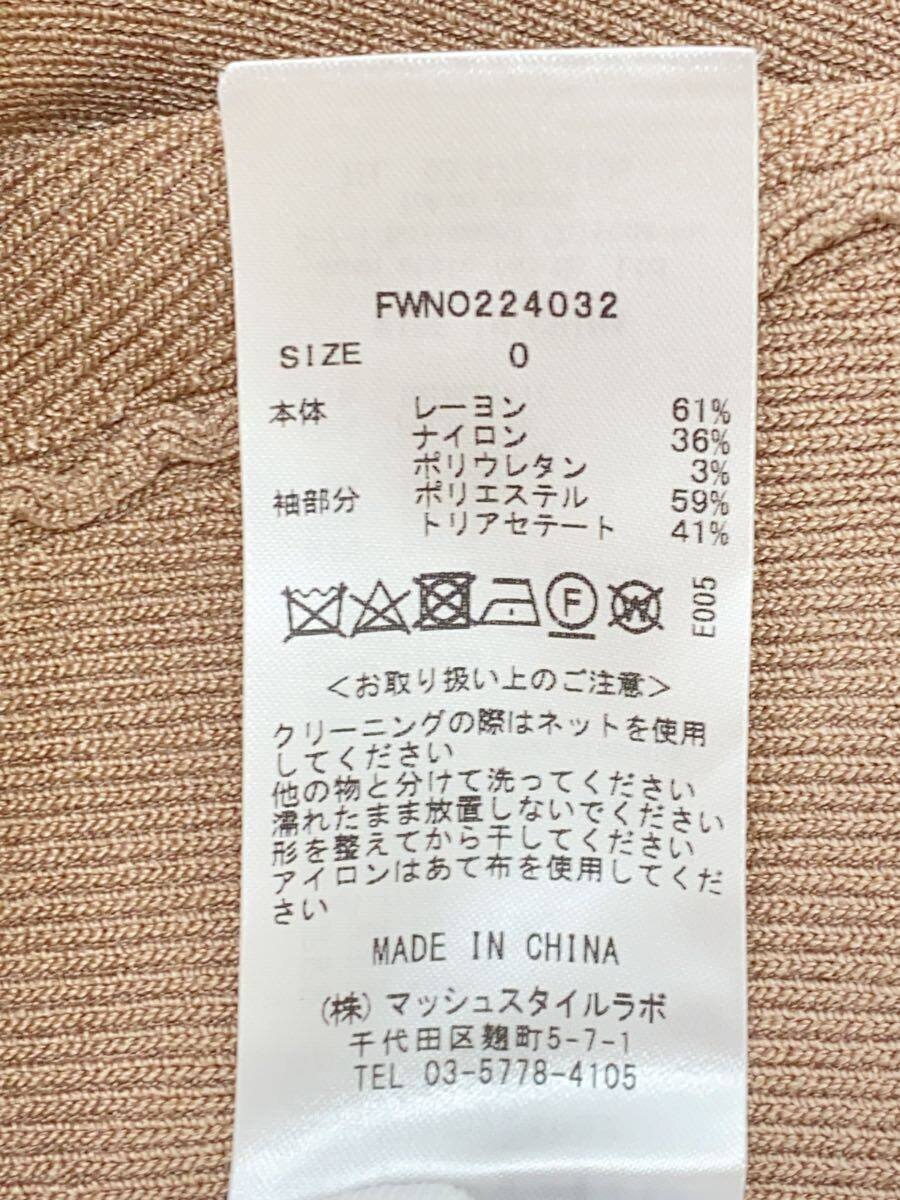 FWNO224032
SIZE 0
本体 レーヨン 61%
ナイロン 36%
ポリウレタン 3%
袖部分 ポリエステル 59%
トリアセテート 41%
F W E005
＜お取り扱い上のご注意＞
クリーニングの際はネットを使用
してください
他の物と分けて洗ってください
濡れたまま放置しないでください
形を整えてから干してください
アイロンはあて布を使用してくだ
さい
MADE IN CHINA
(株) マッシュスタイルラボ
千代田区麹町5-7-1
TEL 03-5778-4105